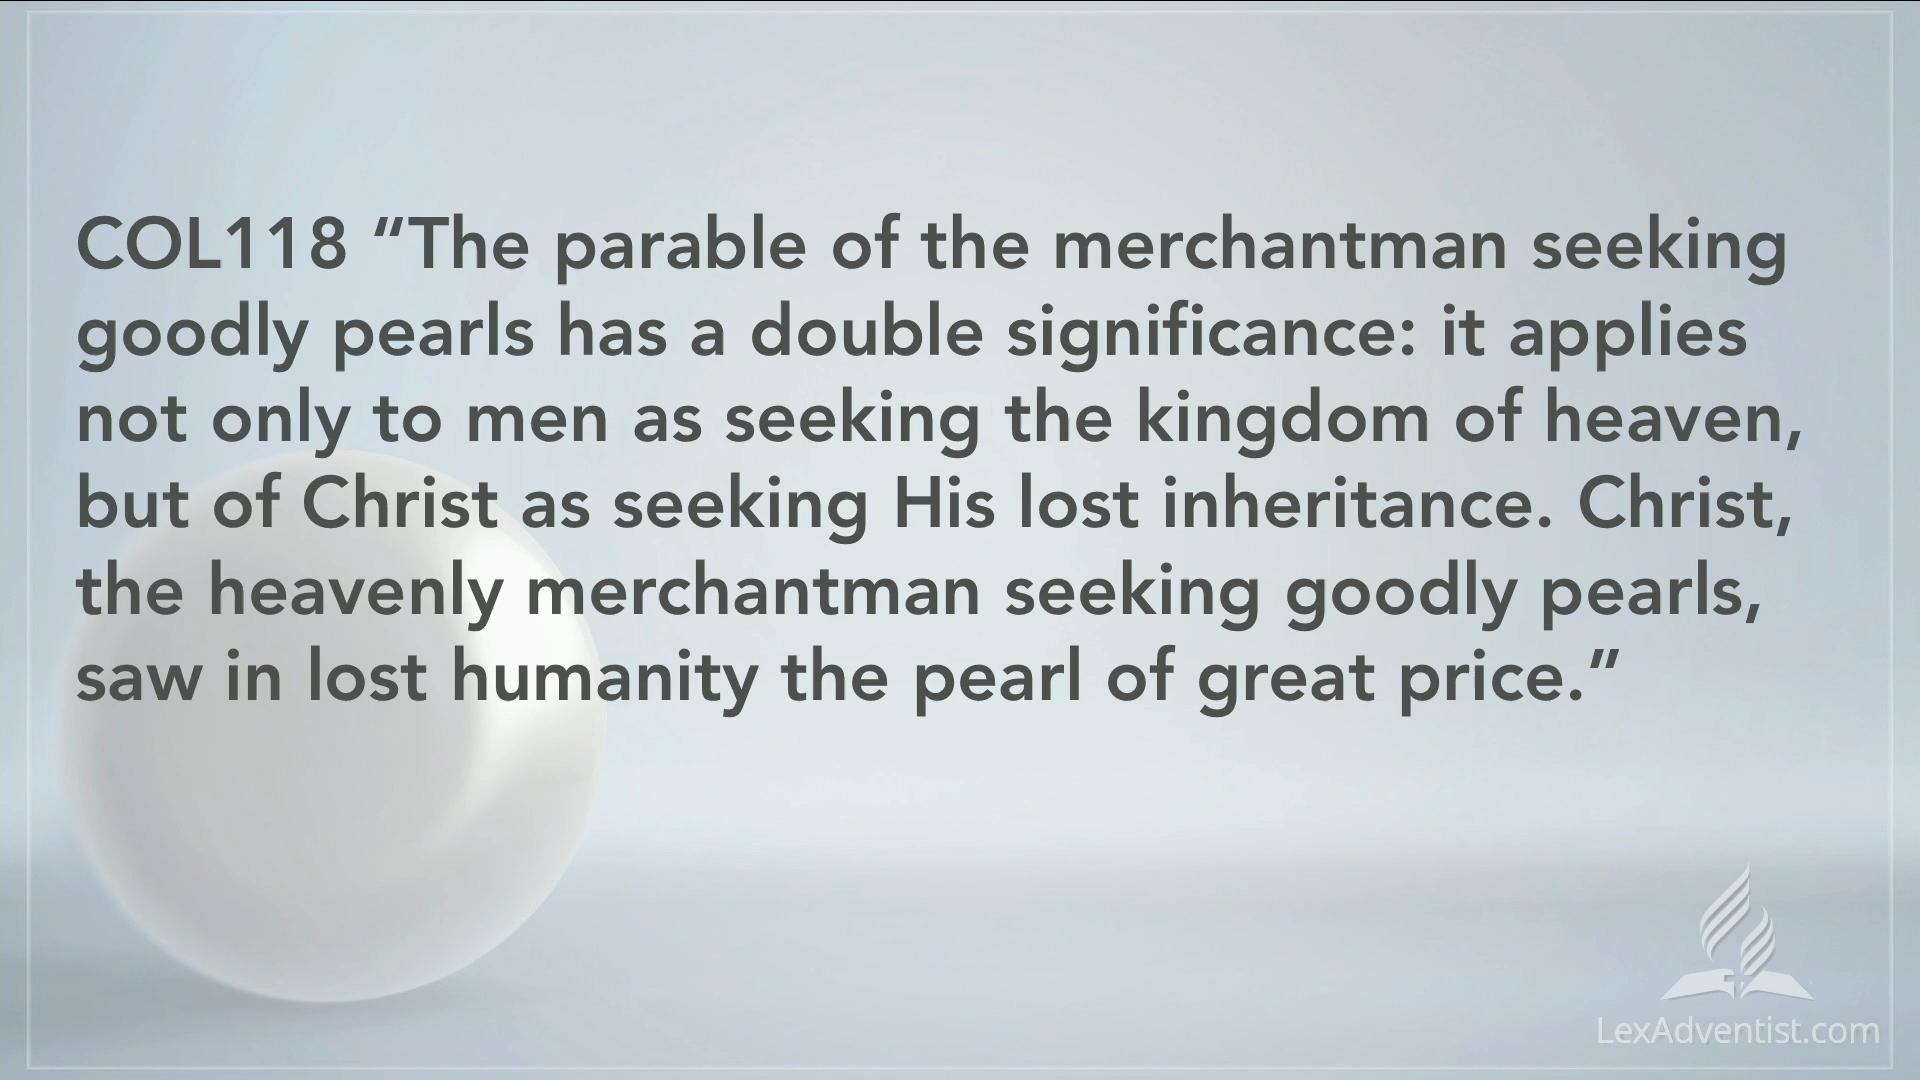 COL118 “The parable of the merchantman seeking
goodly pearls has a double significance: it applies
not only to men as seeking the kingdom of heaven,
but of Christ as seeking His lost inheritance. Christ,
the heavenly merchantman seeking goodly pearls,
saw in lost humanity the pearl of great price.”
LexAdventist.com